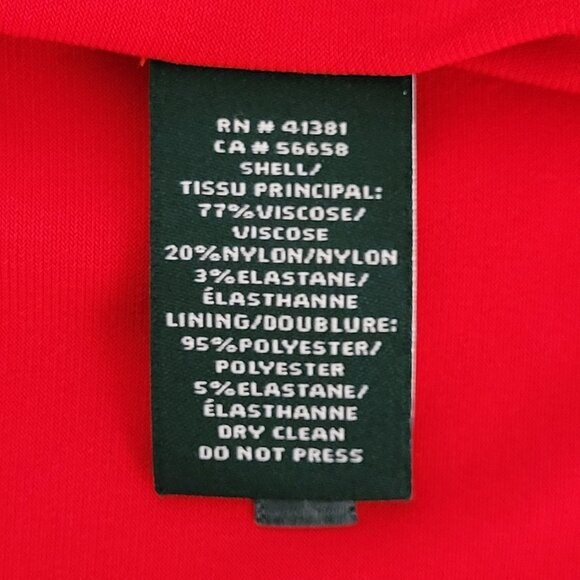 RN # 41381
CA # 56658
SHELL/
TISSU PRINCIPAL:
77%VISCOSE/
VISCOSE
20%NYLON/NYLON
3%ELASTANE/
ÉLASTHANNE
LINING/DOUBLURE:
95%POLYESTER/
POLYESTER
5%ELASTANE/
ÉLASTHANNE
DRY CLEAN
DO NOT PRESS